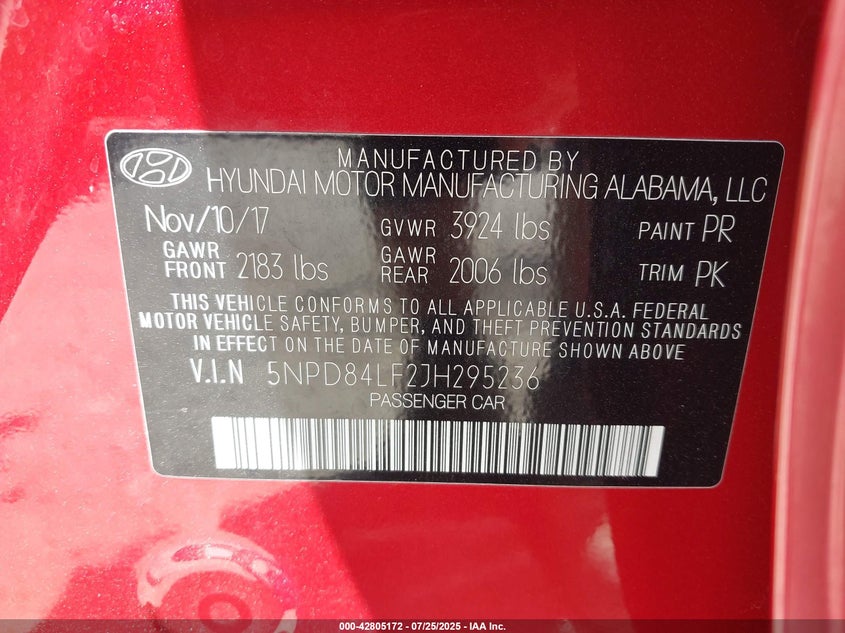 MANUFACTURED BY
HYUNDAI MOTOR MANUFACTURING ALABAMA, LLC
Nov/10/17 GVWR 3924 lbs PAINT PR
GAWR FRONT 2183 lbs GAWR REAR 2006 lbs TRIM PK
THIS VEHICLE CONFORMS TO ALL APPLICABLE U.S.A. FEDERAL
MOTOR VEHICLE SAFETY, BUMPER, AND THEFT PREVENTION STANDARDS
IN EFFECT ON THE DATE OF MANUFACTURE SHOWN ABOVE
V.I.N 5NPD84LF2JH295236
PASSENGER CAR
000-42805172 - 07/25/2025 - IAA Inc.